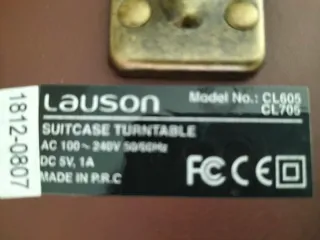 Lauson
Model No.: CL605
CL705
SUITCASE TURNTABLE
AC 100~240V 50/60Hz
DC 5V, 1A
MADE IN P.R.C
FC CE
1812-0807